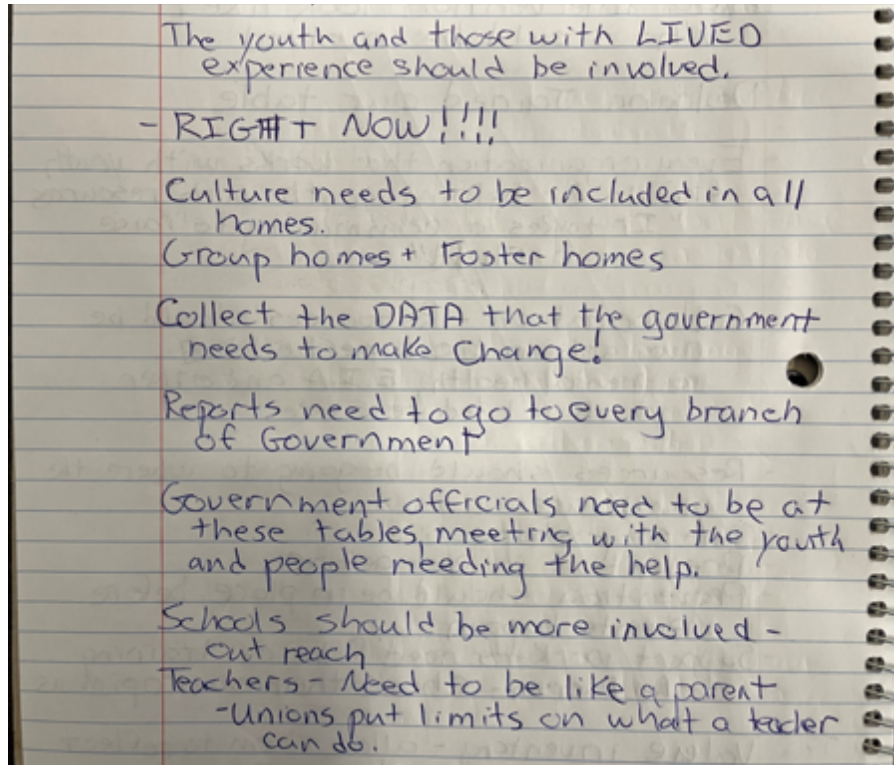 The youth and those with LIVED
experience should be involved.
- RIGHT NOW!!!!
Culture needs to be included in all
homes.
Group homes + Foster homes
Collect the DATA that the government
needs to make Change!
Reports need to go to every branch
of Government
Government officials need to be at
these tables, meeting with the youth
and people needing the help.
Schools should be more involved -
out reach
Teachers - Need to be like a parent
- Unions put limits on what a teacher
can do.